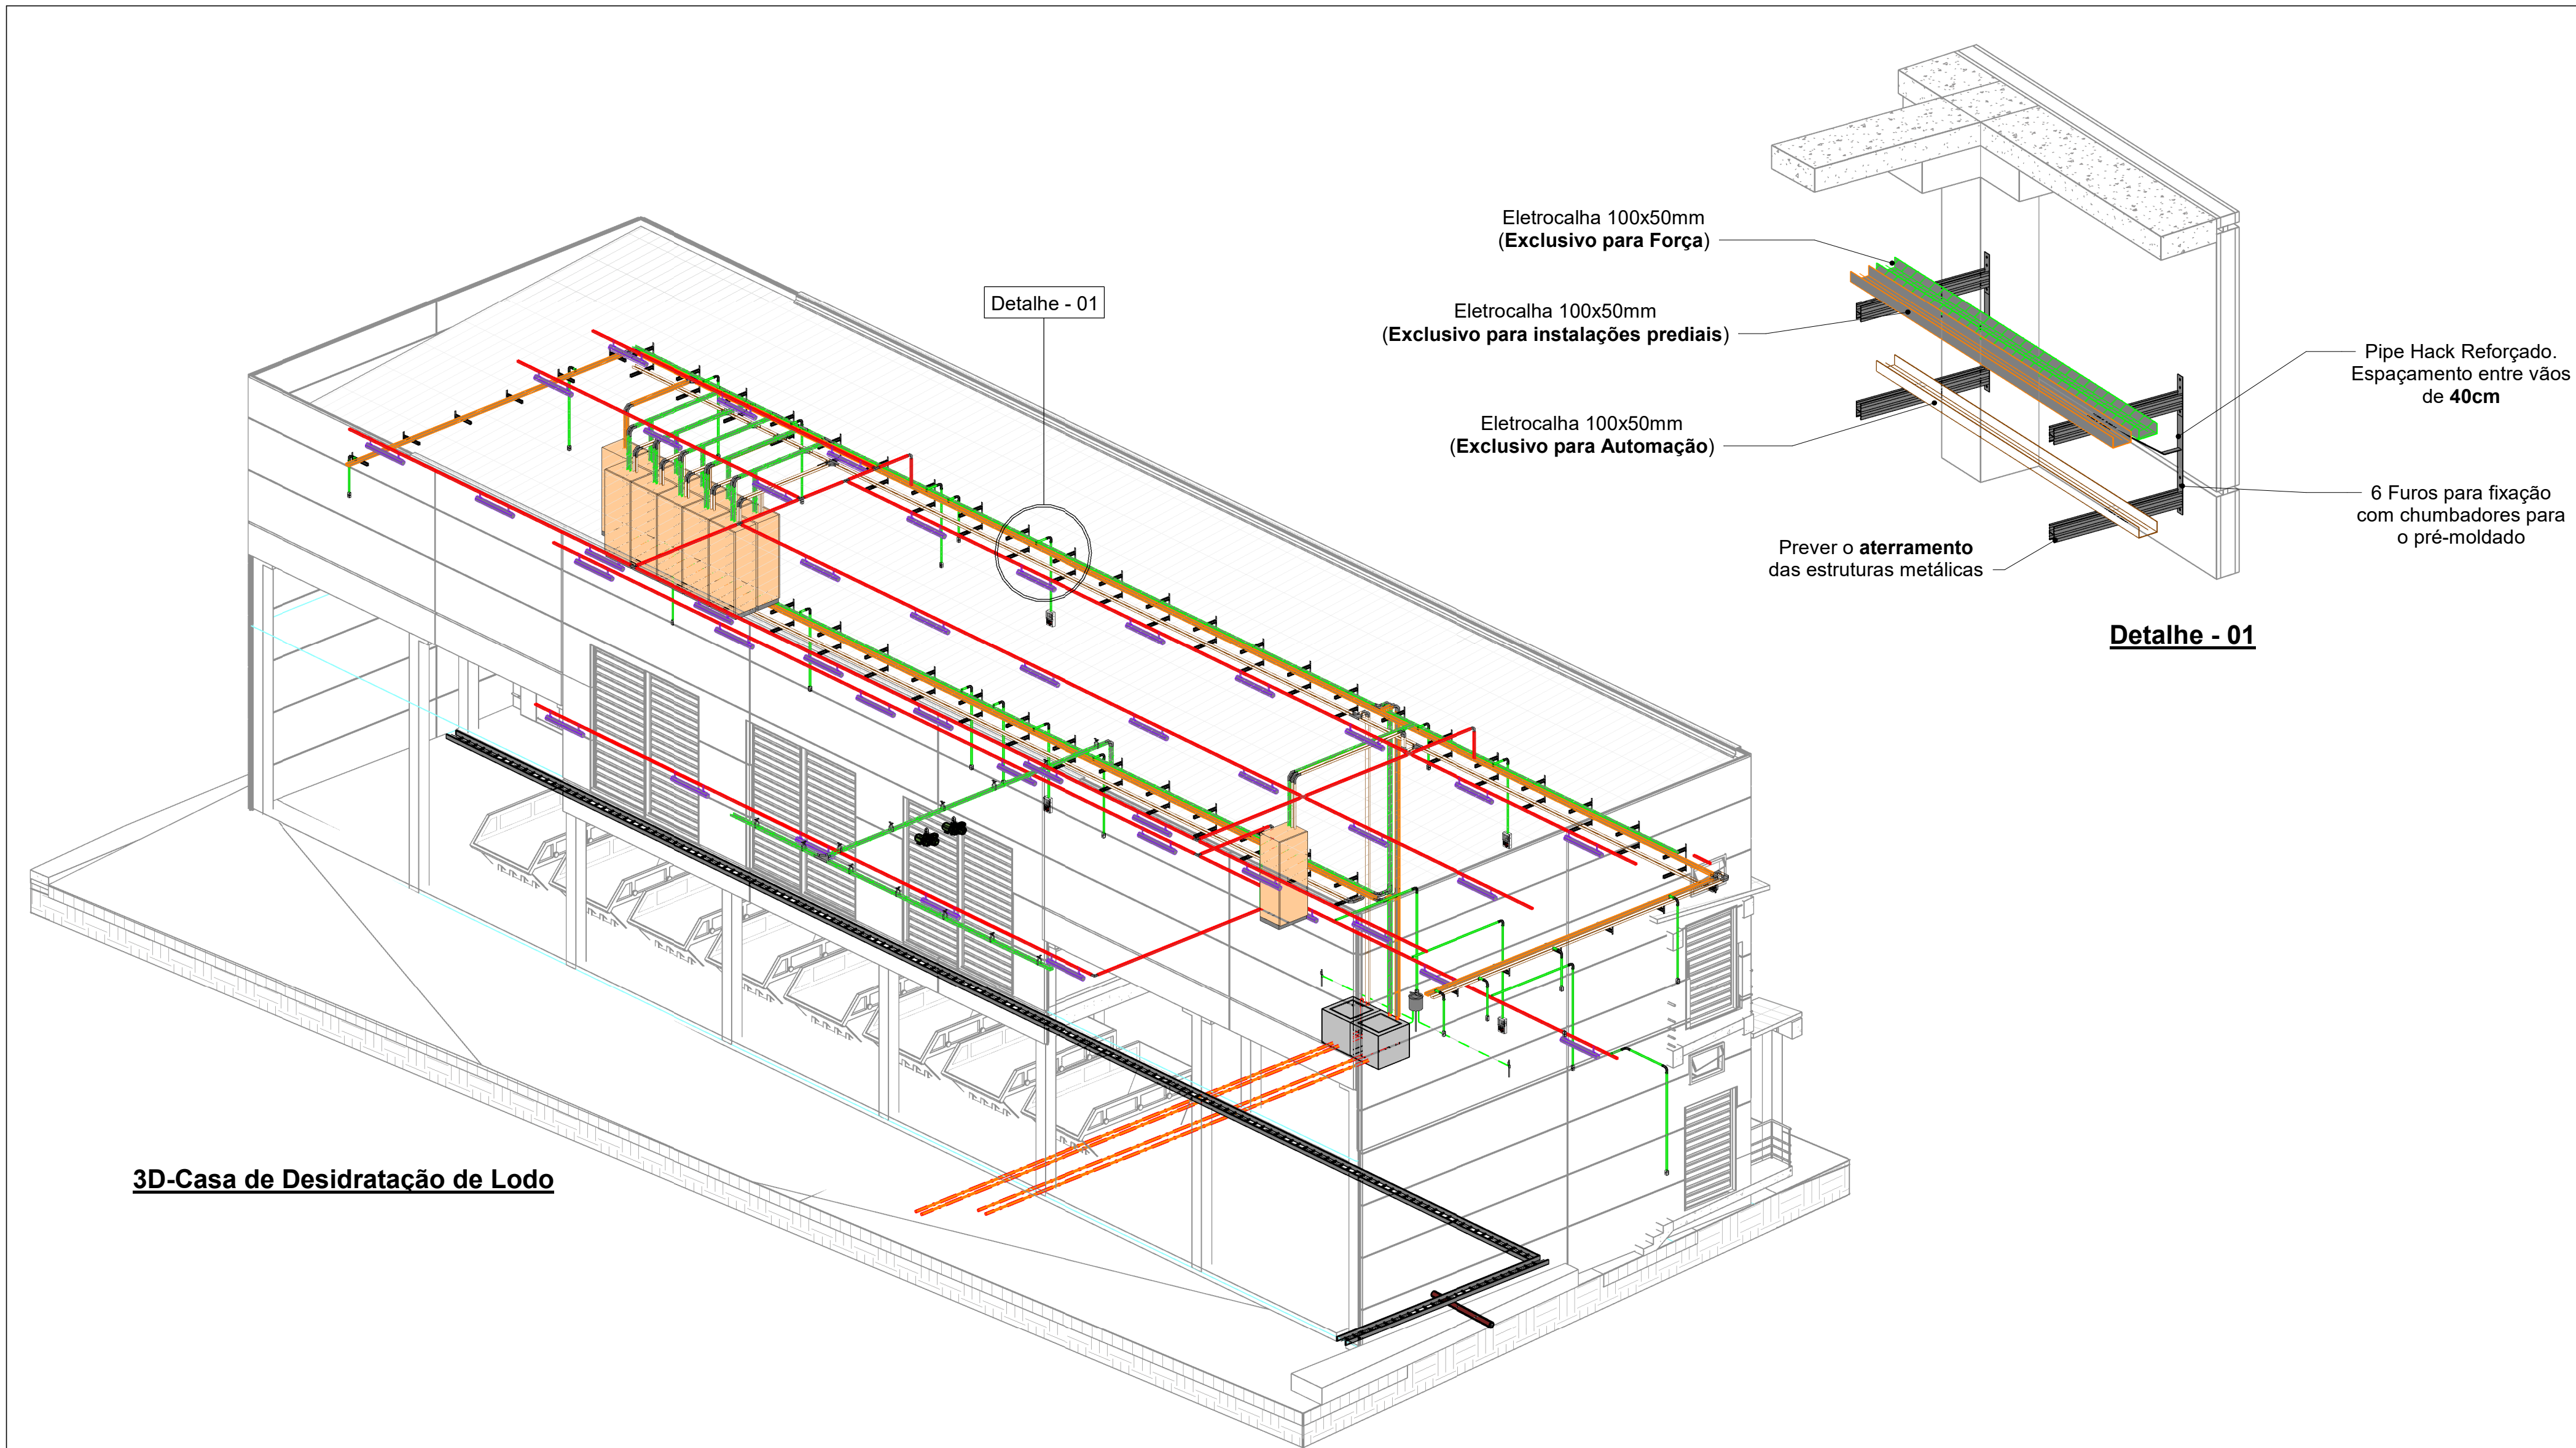 Detalhe - 01
Eletrocalha 100x50mm
(Exclusivo para Força)
Eletrocalha 100x50mm
(Exclusivo para instalações prediais)
Eletrocalha 100x50mm
(Exclusivo para Automação)
Prever o aterramento
das estruturas metálicas
Pipe Hack Reforçado.
Espaçamento entre vãos
de 40cm
6 Furos para fixação
com chumbadores para
o pré-moldado
Detalhe - 01
3D-Casa de Desidratação de Lodo